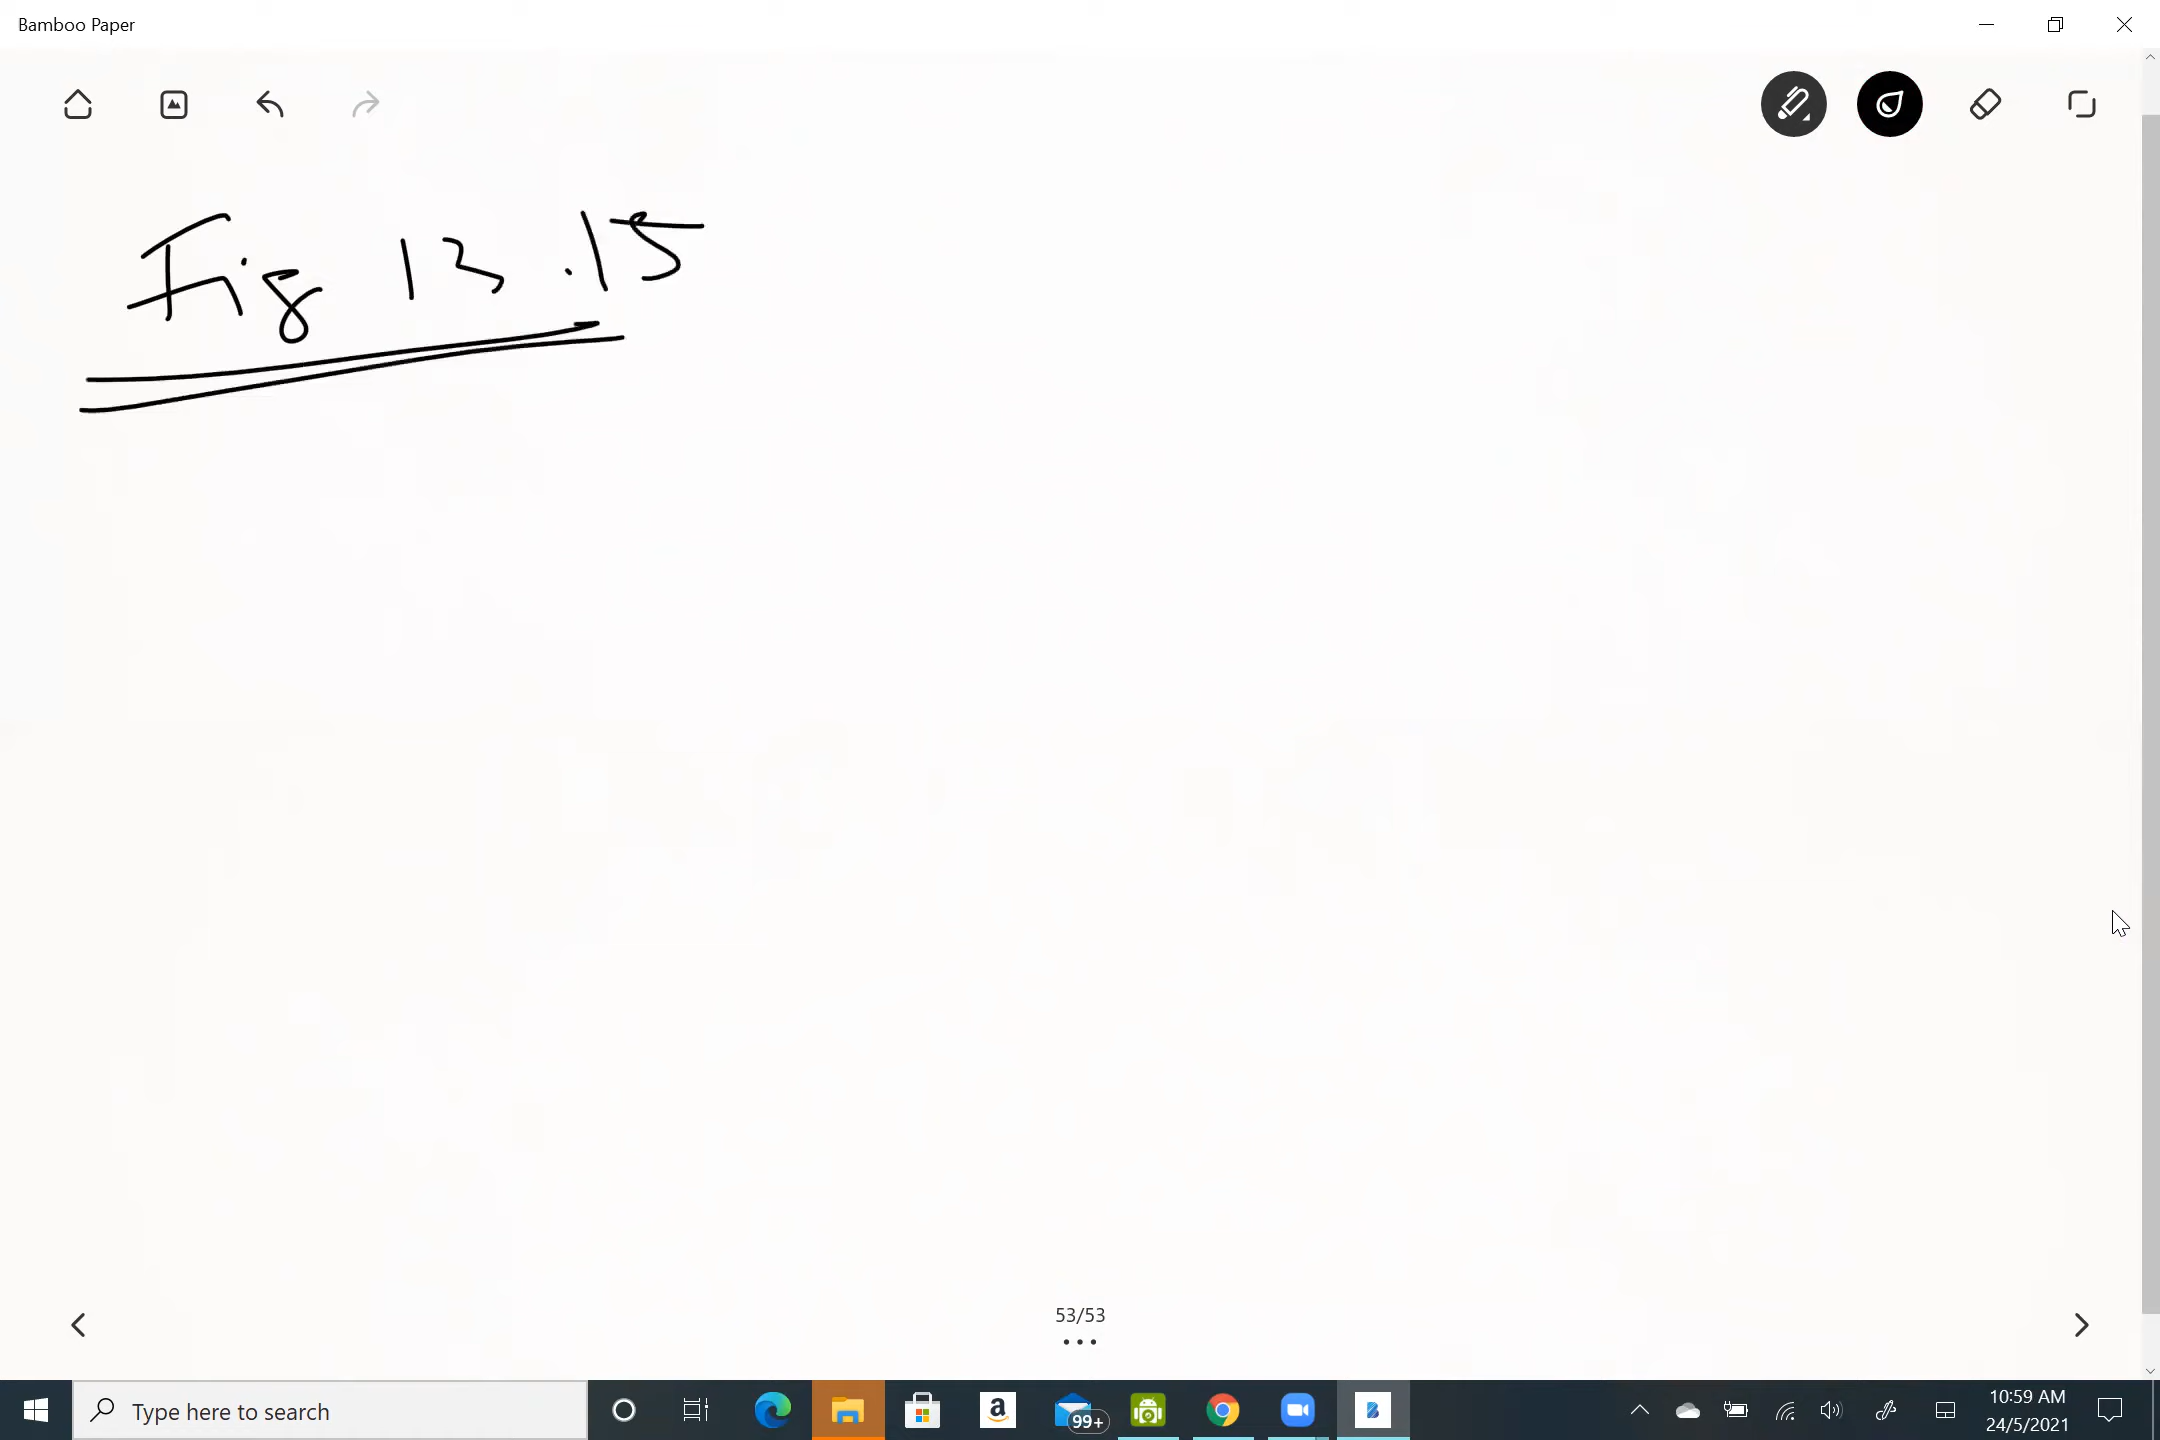 Bamboo Paper
Fig 13.15
53/53
Type here to search
99+
10:59 AM
24/5/2021